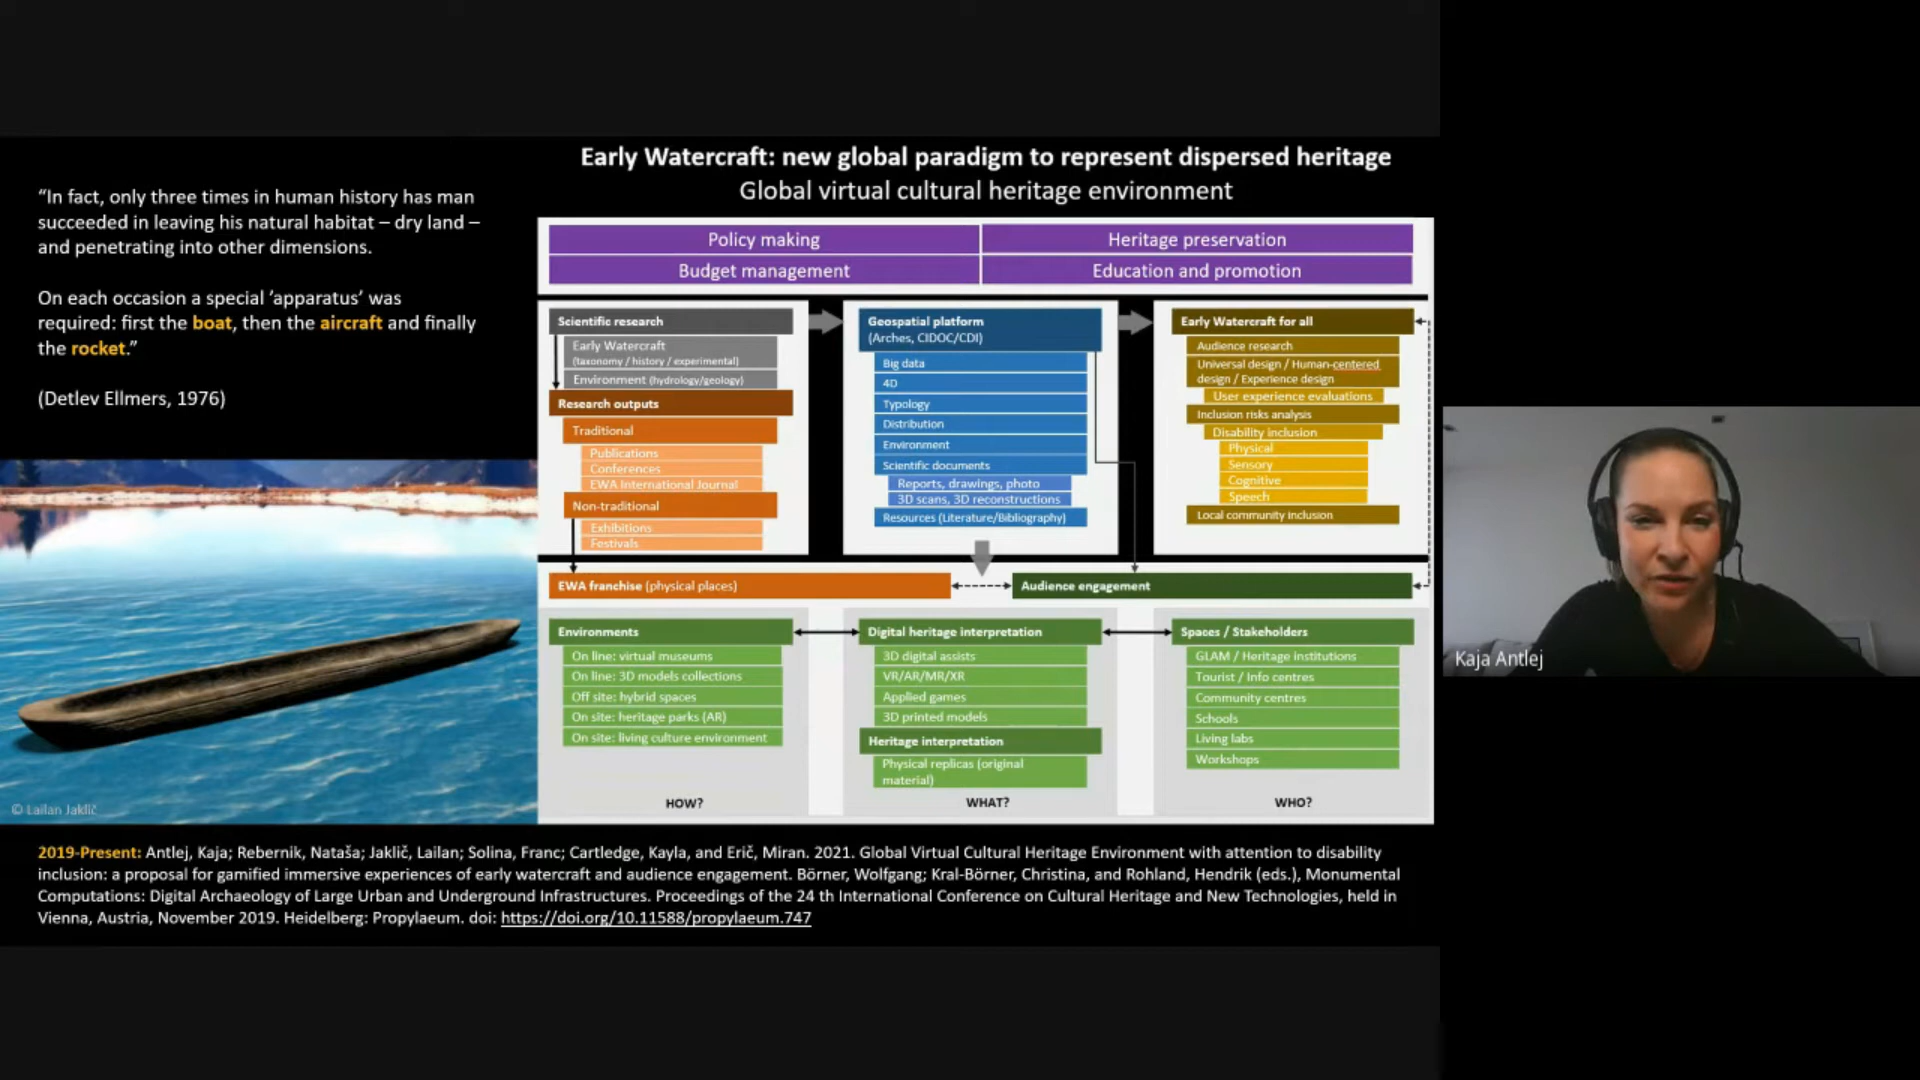 Early Watercraft: new global paradigm to represent dispersed heritage
Global virtual cultural heritage environment
“In fact, only three times in human history has man
succeeded in leaving his natural habitat – dry land –
and penetrating into other dimensions.
On each occasion a special ’apparatus’ was
required: first the boat, then the aircraft and finally
the rocket.”
(Detlev Ellmers, 1976)
© Lailan Jaklič
Policy making
Heritage preservation
Budget management
Education and promotion
Scientific research
Early Watercraft
(taxonomy / history / experimental)
Environment (hydrology/geology)
Research outputs
Traditional
Publications
Conferences
EWA International Journal
Non-traditional
Exhibitions
Festivals
Geospatial platform
(Arches, CIDOC/CDI)
Big data
4D
Typology
Distribution
Environment
Scientific documents
Reports, drawings, photo
3D scans, 3D reconstructions
Resources (Literature/Bibliography)
Early Watercraft for all
Audience research
Universal design / Human-centered
design / Experience design
User experience evaluations
Inclusion risks analysis
Disability inclusion
Physical
Sensory
Cognitive
Speech
Local community inclusion
EWA franchise (physical places)
Audience engagement
Environments
On line: virtual museums
On line: 3D models collections
Off site: hybrid spaces
On site: heritage parks (AR)
On site: living culture environment
HOW?
Digital heritage interpretation
3D digital assists
VR/AR/MR/XR
Applied games
3D printed models
Heritage interpretation
Physical replicas (original
material)
WHAT?
Spaces / Stakeholders
GLAM / Heritage institutions
Tourist / Info centres
Community centres
Schools
Living labs
Workshops
WHO?
2019-Present: Antlej, Kaja; Rebernik, Nataša; Jaklič, Lailan; Solina, Franc; Cartledge, Kayla, and Erič, Miran. 2021. Global Virtual Cultural Heritage Environment with attention to disability
inclusion: a proposal for gamified immersive experiences of early watercraft and audience engagement. Börner, Wolfgang; Kral-Börner, Christina, and Rohland, Hendrik (eds.), Monumental
Computations: Digital Archaeology of Large Urban and Underground Infrastructures. Proceedings of the 24 th International Conference on Cultural Heritage and New Technologies, held in
Vienna, Austria, November 2019. Heidelberg: Propylaeum. doi: https://doi.org/10.11588/propylaeum.747
Kaja Antlej